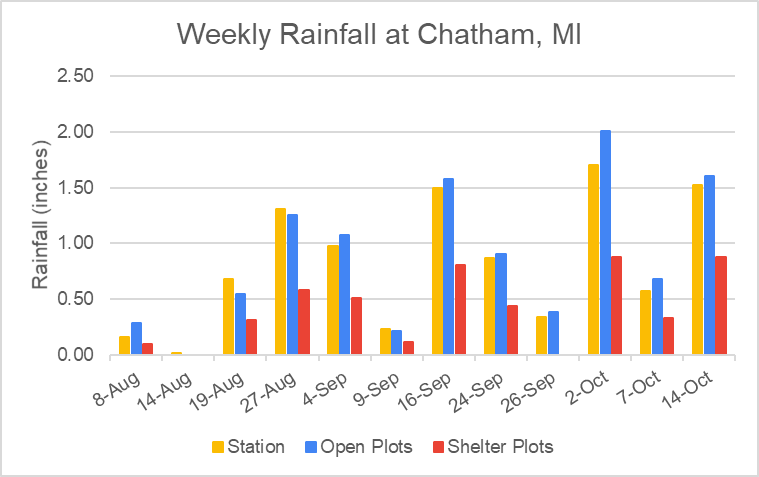 Weekly Rainfall at Chatham, MI
2.50
2.00
1.50
1.00
0.50
0.00
Rainfall (inches)
8-Aug 14-Aug 19-Aug 27-Aug 4-Sep 9-Sep 16-Sep 24-Sep 26-Sep 2-Oct 7-Oct 14-Oct
Station Open Plots Shelter Plots